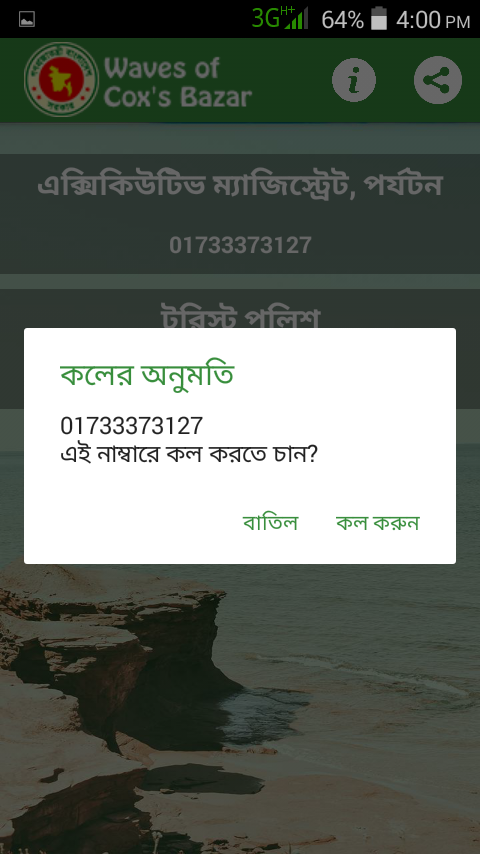 3G H+ 64% 4:00 PM
Waves of
Cox's Bazar
এক্সিকিউটিভ ম্যাজিস্ট্রেট, পর্যটন
01733373127
টুরিস্ট পুলিশ
কলের অনুমতি
01733373127
এই নাম্বারে কল করতে চান?
বাতিল কল করুন